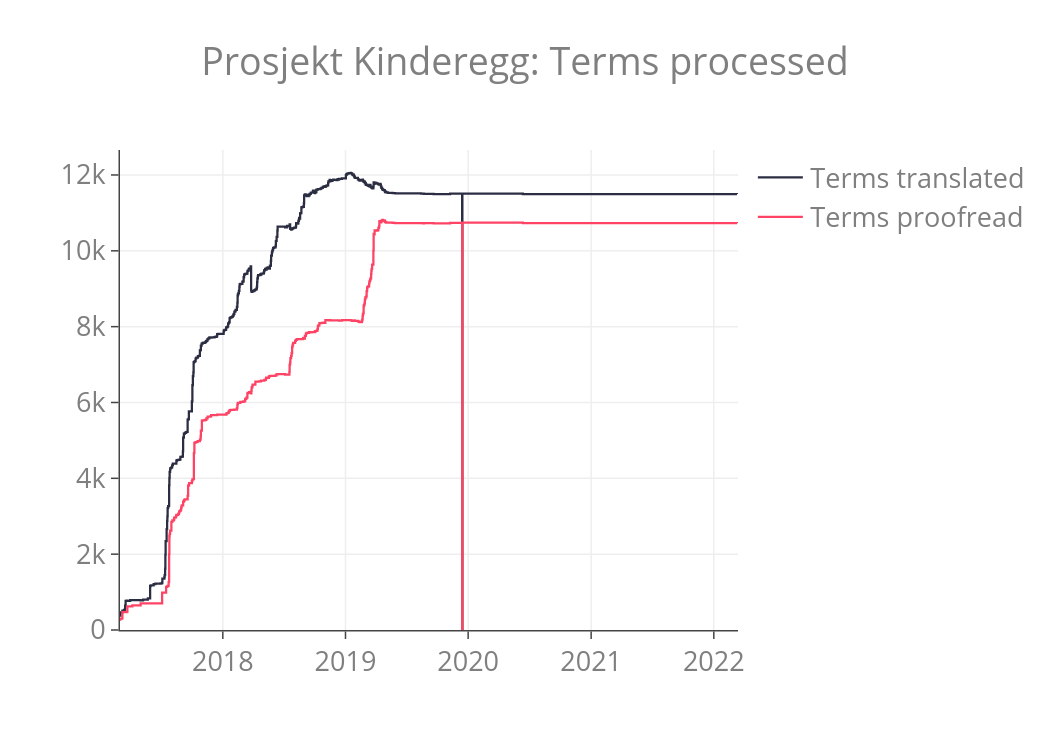 Prosjekt Kinderegg: Terms processed
12k
10k
8k
6k
4k
2k
0
2018 2019 2020 2021 2022
Terms translated
Terms proofread